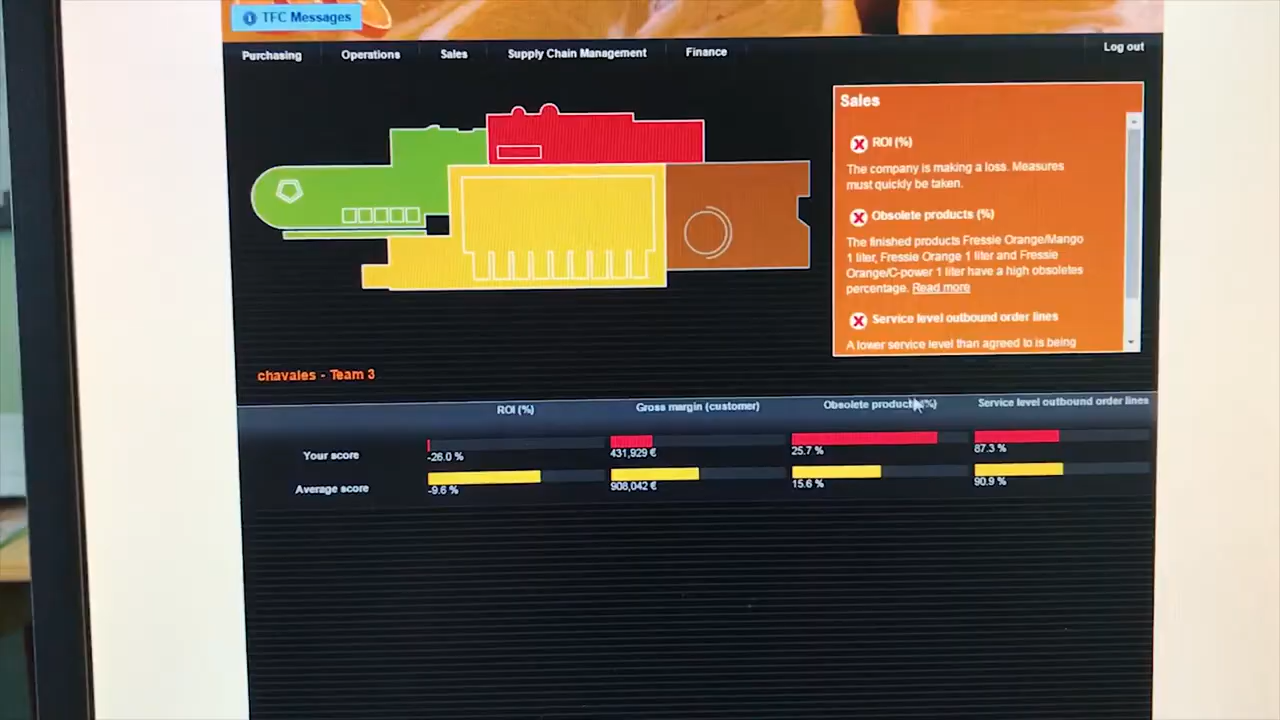 TFC Messages
Purchasing Operations Sales Supply Chain Management Finance Log out
Sales
ROI (%)
The company is making a loss. Measures
must quickly be taken.
Obsolete products (%)
The finished products Fressie Orange/Mango
1 liter, Fressie Orange 1 liter and Fressie
Orange/C-power 1 liter have a high obsoletes
percentage. Read more
Service level outbound order lines
A lower service level than agreed to is being
chavales - Team 3
ROI (%) Gross margin (customer) Obsolete products (%) Service level outbound order lines
Your score -26.0 % 431,929 € 25.7 % 87.3 %
Average score -9.6 % 908,042 € 15.6 % 90.9 %